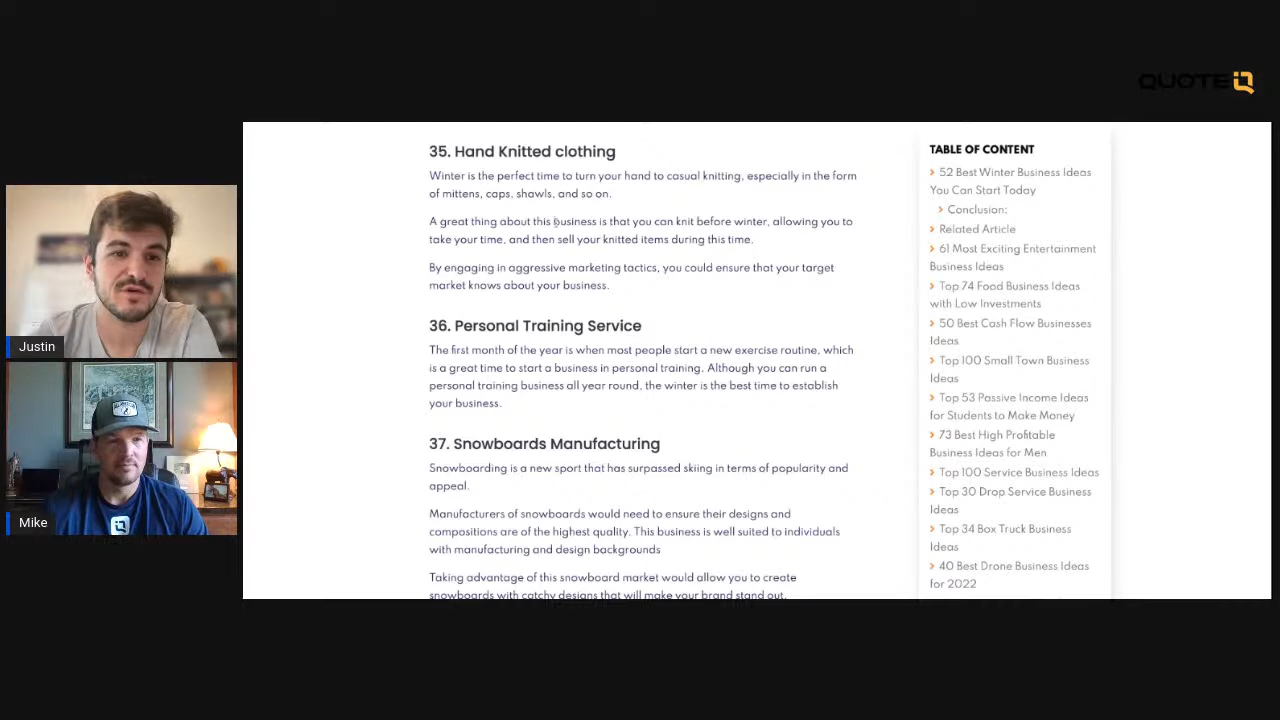 QUOTE
Justin
Mike
35. Hand Knitted clothing
Winter is the perfect time to turn your hand to casual knitting, especially in the form
of mittens, caps, shawls, and so on.
A great thing about this business is that you can knit before winter, allowing you to
take your time, and then sell your knitted items during this time.
By engaging in aggressive marketing tactics, you could ensure that your target
market knows about your business.
36. Personal Training Service
The first month of the year is when most people start a new exercise routine, which
is a great time to start a business in personal training. Although you can run a
personal training business all year round, the winter is the best time to establish
your business.
37. Snowboards Manufacturing
Snowboarding is a new sport that has surpassed skiing in terms of popularity and
appeal.
Manufacturers of snowboards would need to ensure their designs and
compositions are of the highest quality. This business is well suited to individuals
with manufacturing and design backgrounds
Taking advantage of this snowboard market would allow you to create
snowboards with catchy designs that will make your brand stand out.
TABLE OF CONTENT
52 Best Winter Business Ideas
You Can Start Today
Conclusion:
Related Article
61 Most Exciting Entertainment
Business Ideas
Top 74 Food Business Ideas
with Low Investments
50 Best Cash Flow Businesses
Ideas
Top 100 Small Town Business
Ideas
Top 53 Passive Income Ideas
for Students to Make Money
73 Best High Profitable
Business Ideas for Men
Top 100 Service Business Ideas
Top 30 Drop Service Business
Ideas
Top 34 Box Truck Business
Ideas
40 Best Drone Business Ideas
for 2022